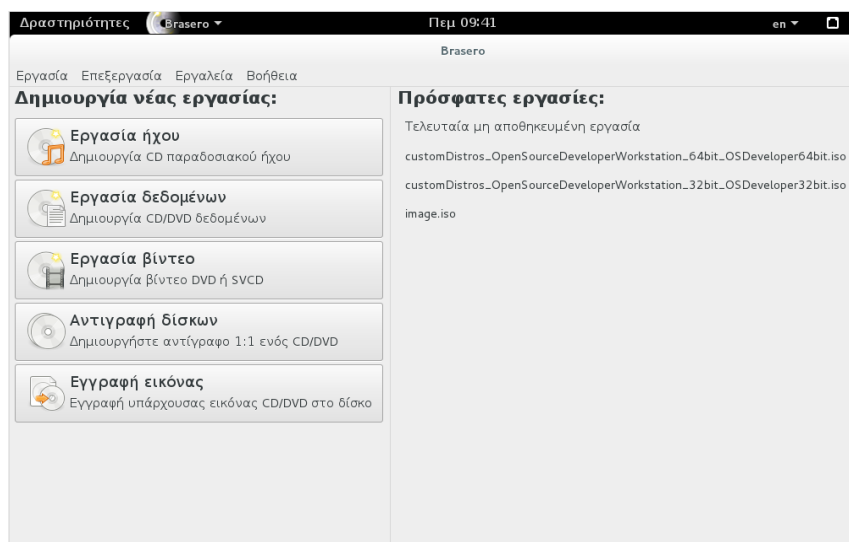 Δραστηριότητες Brasero Πεμ 09:41 en
Brasero
Εργασία Επεξεργασία Εργαλεία Βοήθεια
Δημιουργία νέας εργασίας:
Εργασία ήχου
Δημιουργία CD παραδοσιακού ήχου
Εργασία δεδομένων
Δημιουργία CD/DVD δεδομένων
Εργασία βίντεο
Δημιουργία βίντεο DVD ή SVCD
Αντιγραφή δίσκων
Δημιουργήστε αντίγραφο 1:1 ενός CD/DVD
Εγγραφή εικόνας
Εγγραφή υπάρχουσας εικόνας CD/DVD στο δίσκο
Πρόσφατες εργασίες:
Τελευταία μη αποθηκευμένη εργασία
customDistros_OpenSourceDeveloperWorkstation_64bit_OSDeveloper64bit.iso
customDistros_OpenSourceDeveloperWorkstation_32bit_OSDeveloper32bit.iso
image.iso